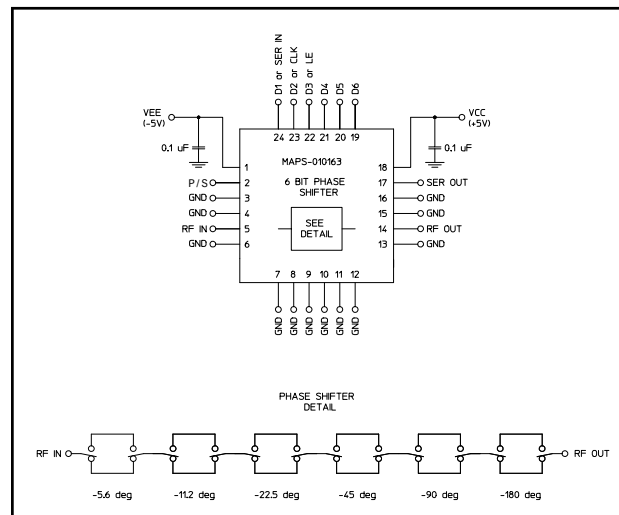 D1 or SER IN
D2 or CLK
D3 or LE
D4
D5
D6
24 23 22 21 20 19
VEE
(-5V)
0.1 uF
VCC
(+5V)
0.1 uF
MAPS-010163
6 BIT PHASE
SHIFTER
SEE
DETAIL
1
P/S 2
GND 3
GND 4
RF IN 5
GND 6
18
17 SER OUT
16 GND
15 GND
14 RF OUT
13 GND
7 8 9 10 11 12
GND GND GND GND GND GND
PHASE SHIFTER
DETAIL
RF IN
RF OUT
-5.6 deg -11.2 deg -22.5 deg -45 deg -90 deg -180 deg